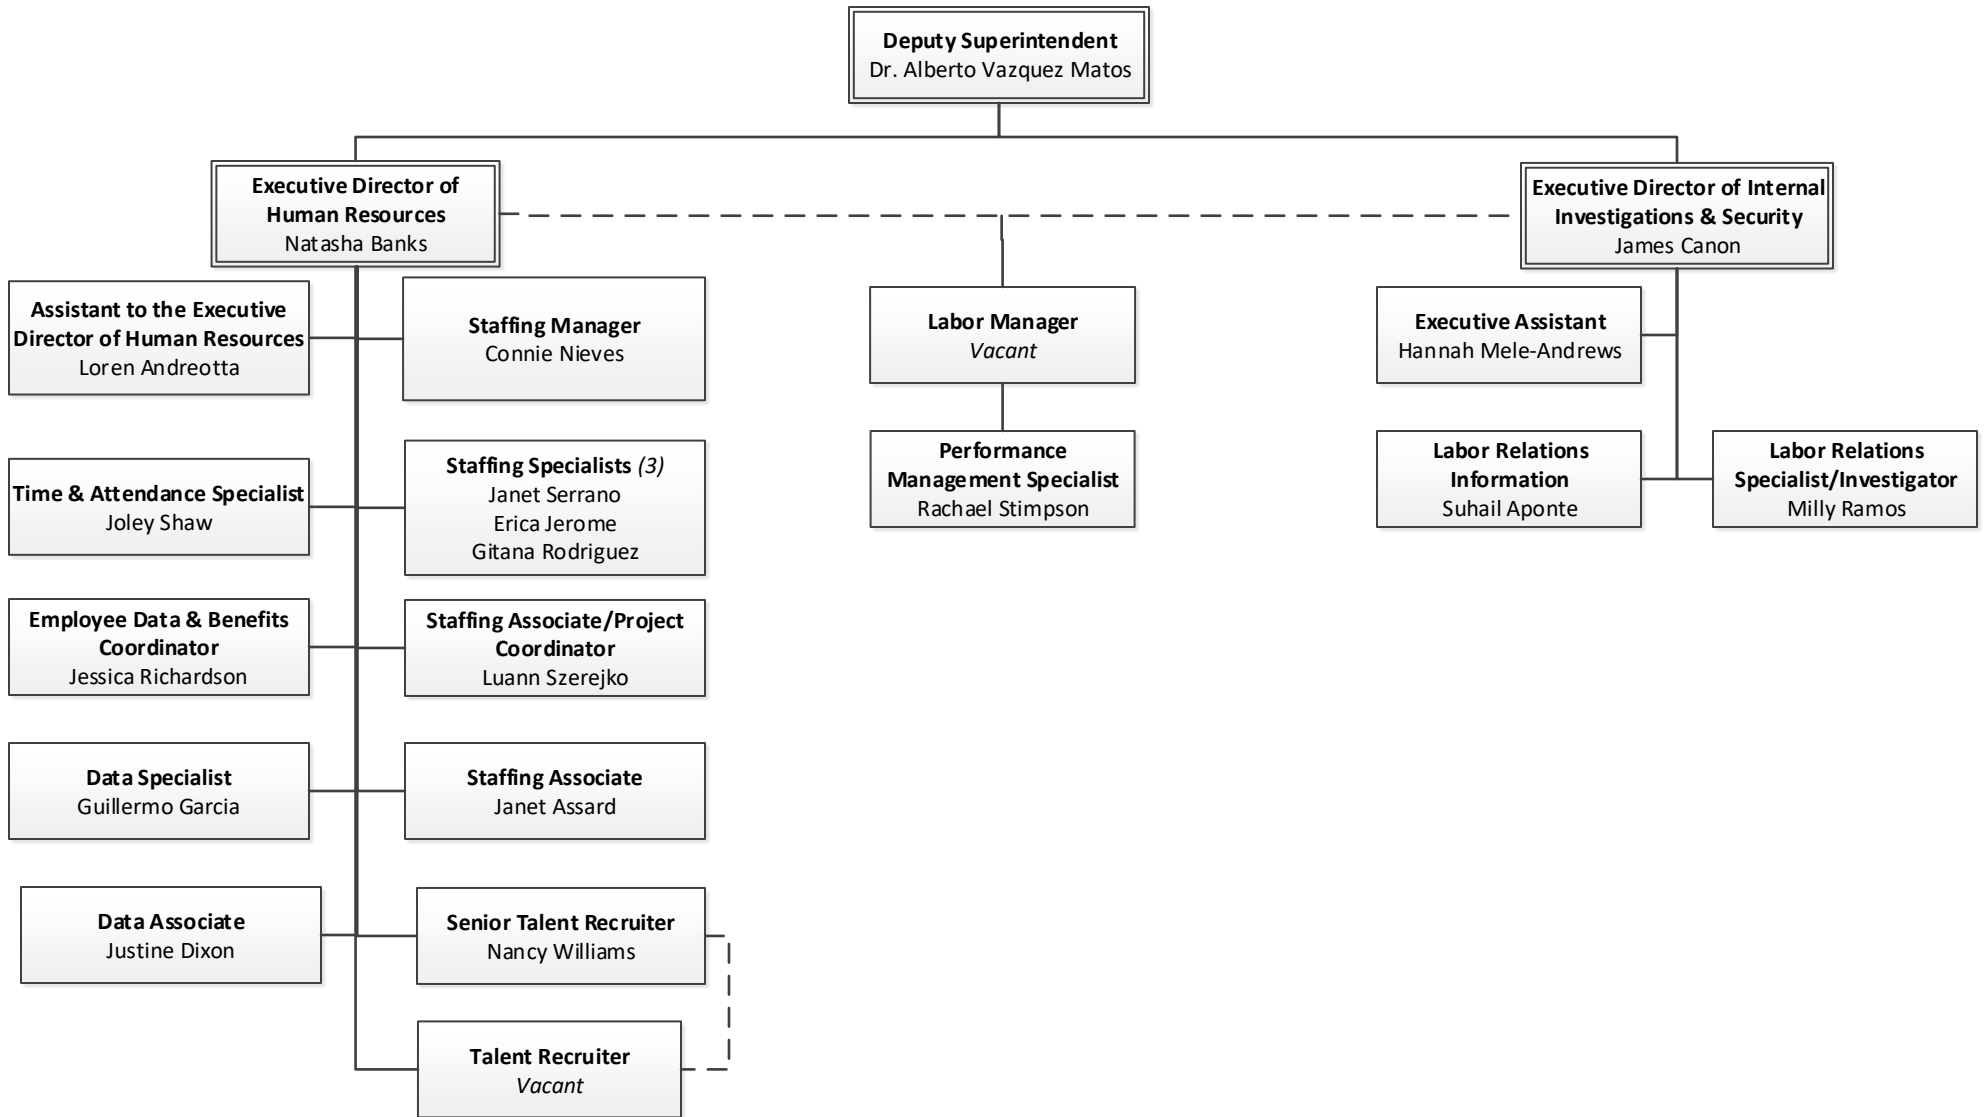 Deputy Superintendent
Dr. Alberto Vazquez Matos
Executive Director of
Human Resources
Natasha Banks
Executive Director of Internal
Investigations & Security
James Canon
Assistant to the Executive
Director of Human Resources
Loren Andreotta
Staffing Manager
Connie Nieves
Labor Manager
Vacant
Executive Assistant
Hannah Mele-Andrews
Time & Attendance Specialist
Joley Shaw
Staffing Specialists (3)
Janet Serrano
Erica Jerome
Gitana Rodriguez
Performance
Management Specialist
Rachael Stimpson
Labor Relations
Information
Suhail Aponte
Labor Relations
Specialist/Investigator
Milly Ramos
Employee Data & Benefits
Coordinator
Jessica Richardson
Staffing Associate/Project
Coordinator
Luann Szerejko
Data Specialist
Guillermo Garcia
Staffing Associate
Janet Assard
Data Associate
Justine Dixon
Senior Talent Recruiter
Nancy Williams
Talent Recruiter
Vacant